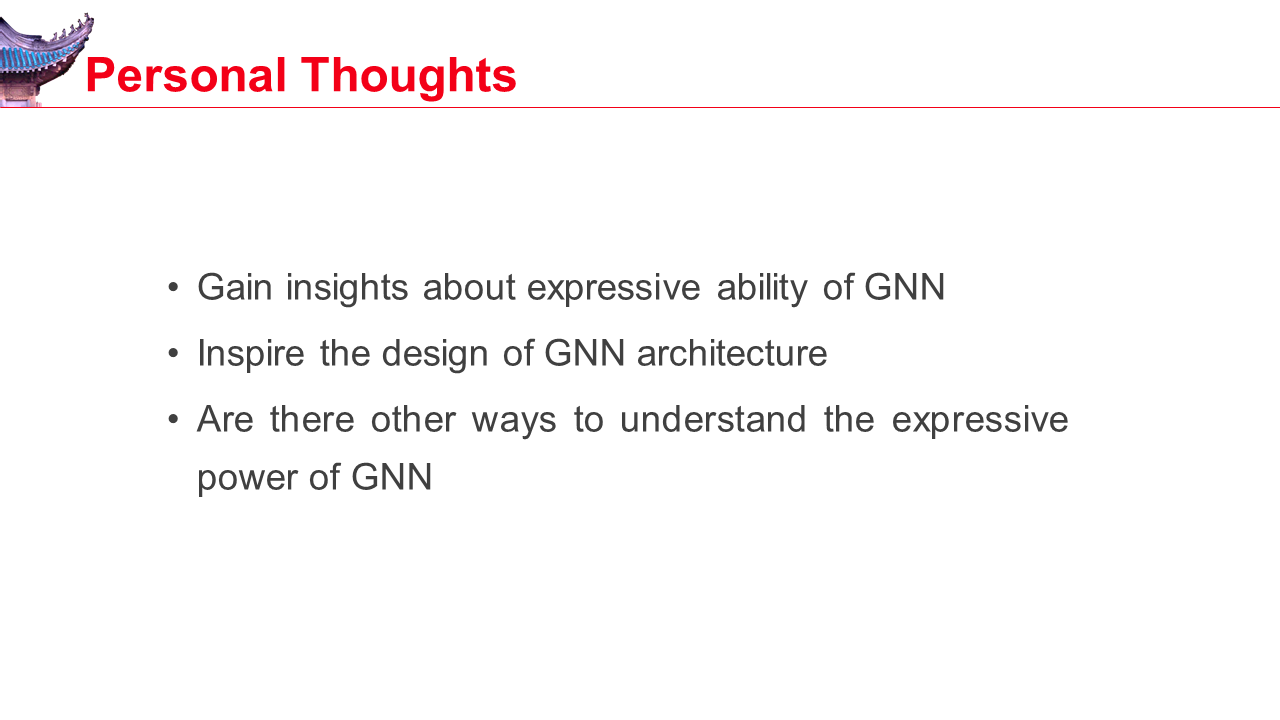 Personal Thoughts
• Gain insights about expressive ability of GNN
• Inspire the design of GNN architecture
• Are there other ways to understand the expressive
power of GNN